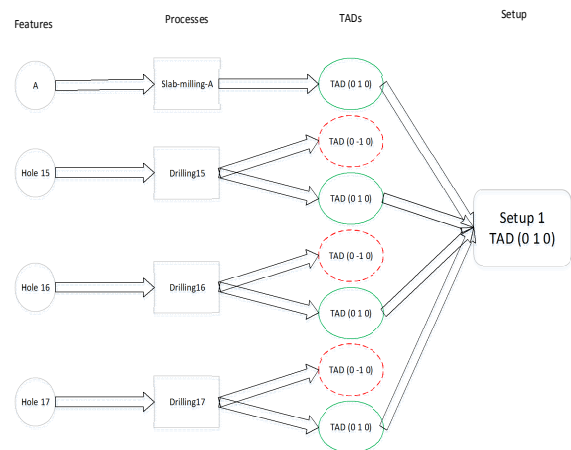 Features Processes TADs Setup
A Slab-milling-A TAD (0 1 0)
TAD (0 -1 0)
Hole 15 Drilling15
TAD (0 1 0)
Setup 1
TAD (0 1 0)
TAD (0 -1 0)
Hole 16 Drilling16
TAD (0 1 0)
TAD (0 -1 0)
Hole 17 Drilling17
TAD (0 1 0)